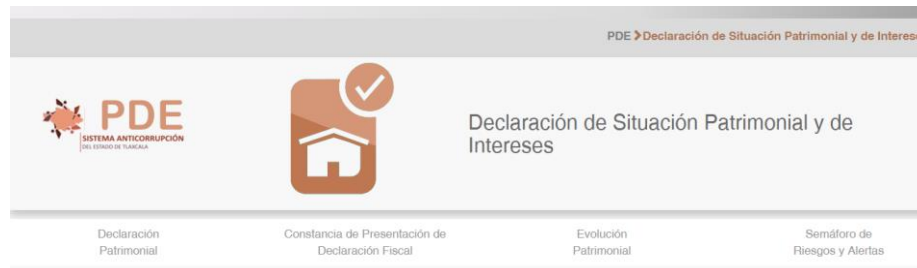 PDE ❯ Declaración de Situación Patrimonial y de Interese
PDE
SISTEMA ANTICORRUPCIÓN
DEL ESTADO DE TLAXCALA
Declaración de Situación Patrimonial y de
Intereses
Declaración
Patrimonial
Constancia de Presentación de
Declaración Fiscal
Evolución
Patrimonial
Semáforo de
Riesgos y Alertas